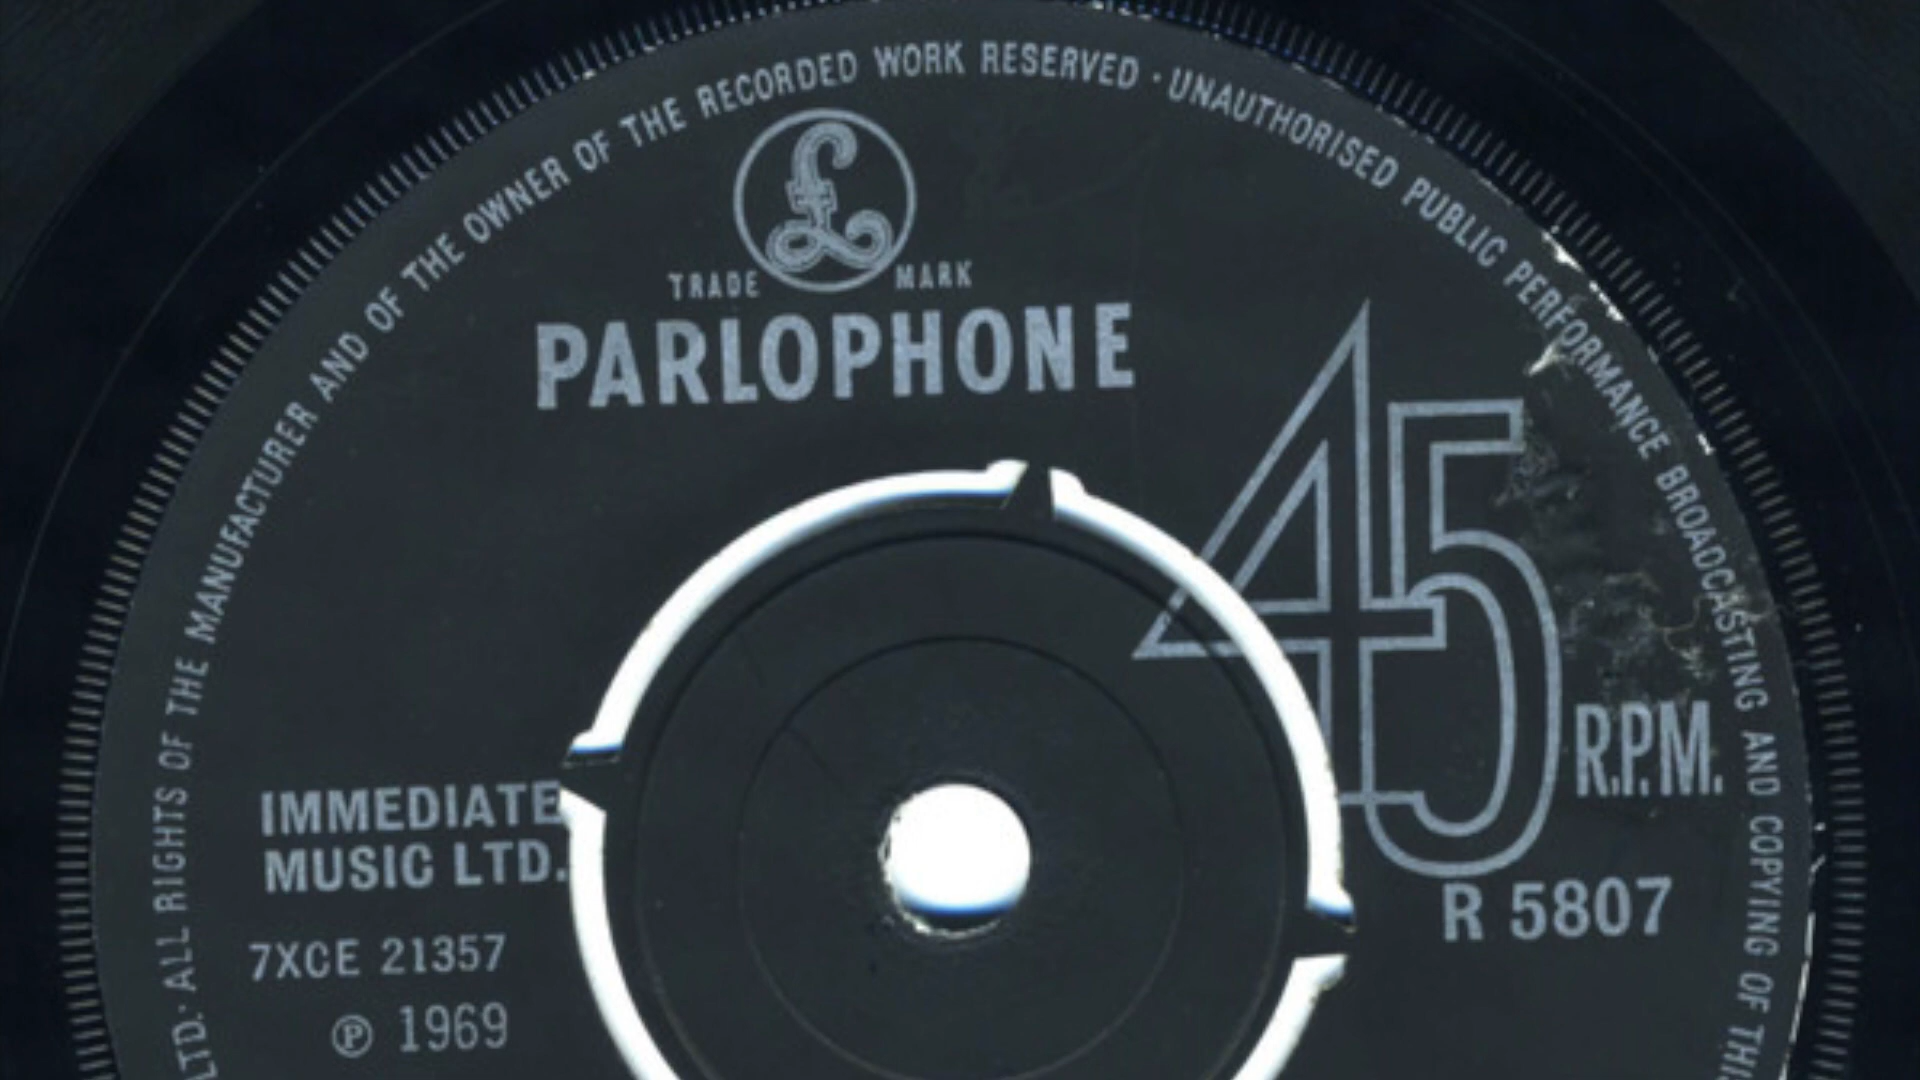 LTD. · ALL RIGHTS OF THE MANUFACTURER AND OF THE OWNER OF THE RECORDED WORK RESERVED · UNAUTHORISED PUBLIC PERFORMANCE BROADCASTING AND COPYING OF
£
TRADE MARK
PARLOPHONE
45
R.P.M.
IMMEDIATE
MUSIC LTD.
R 5807
7XCE 21357
℗ 1969